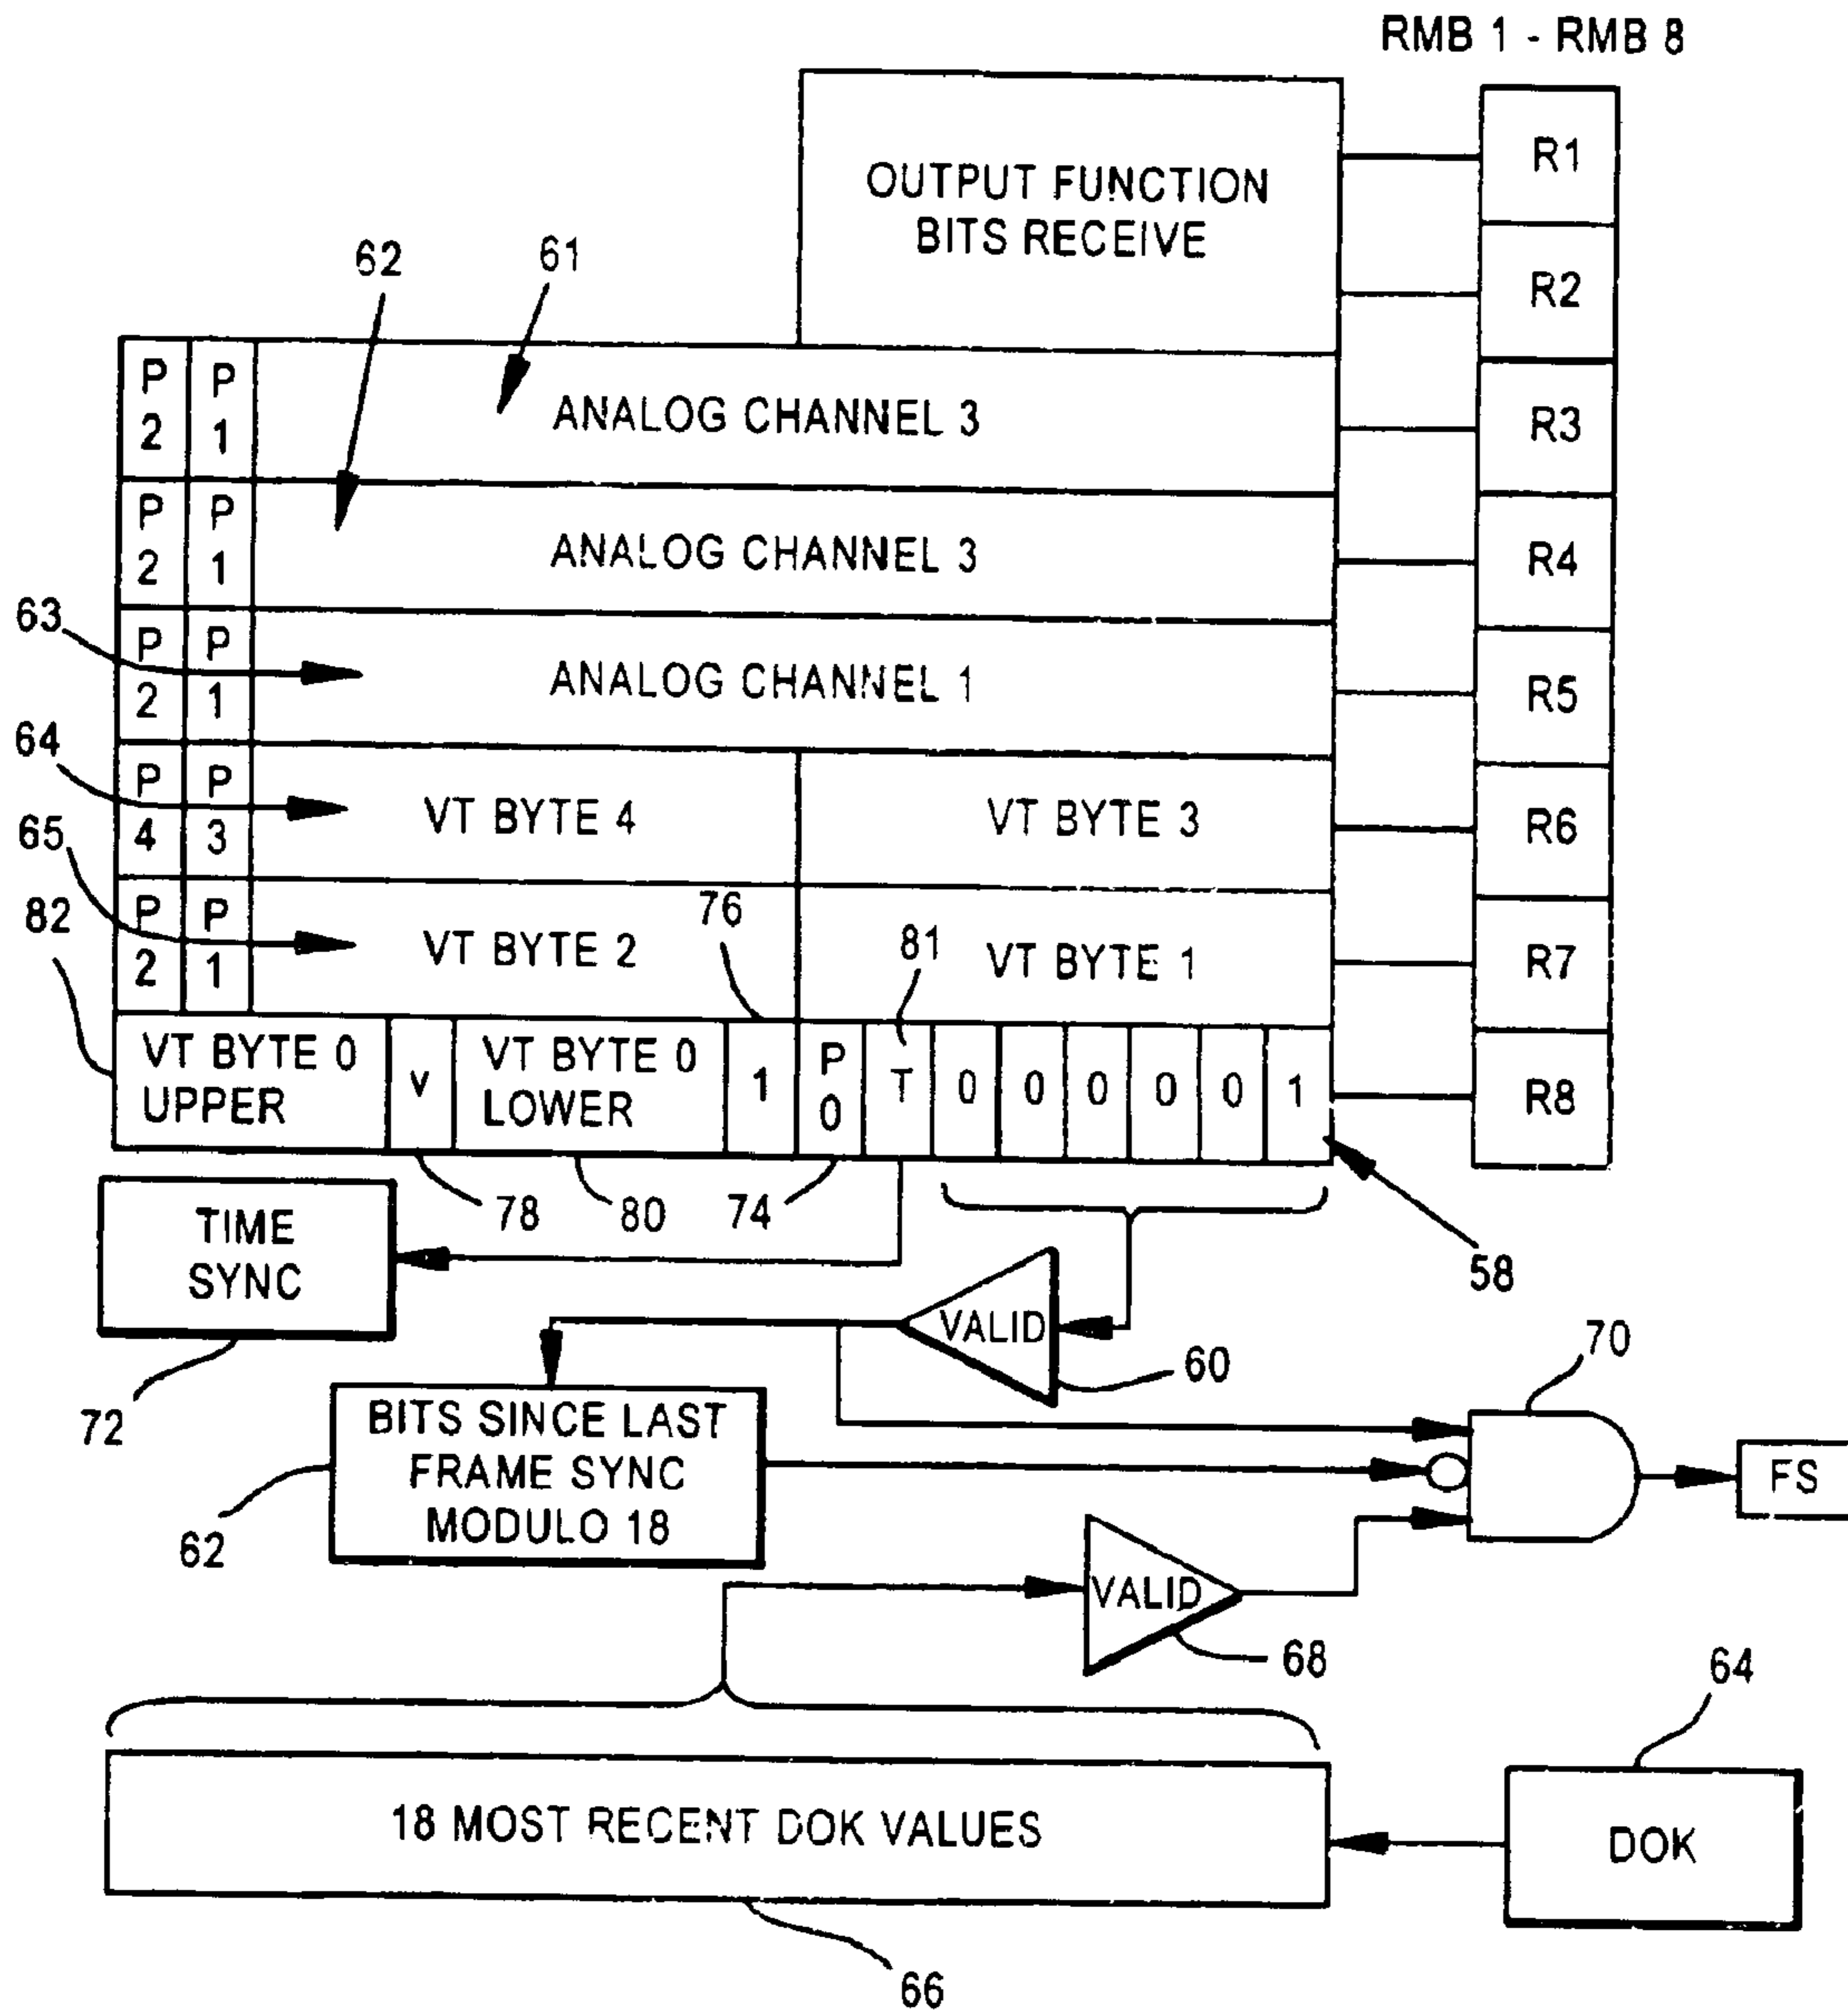 RMB 1 - RMB 8
OUTPUT FUNCTION
BITS RECEIVE
R1
R2
62
61
P
2
P
1
ANALOG CHANNEL 3
R3
P
2
P
1
ANALOG CHANNEL 3
R4
63
P
2
P
1
ANALOG CHANNEL 1
R5
64
P
4
P
3
VT BYTE 4
VT BYTE 3
R6
65
82
P
2
P
1
VT BYTE 2
76
81
VT BYTE 1
R7
VT BYTE 0
UPPER
V
VT BYTE 0
LOWER
1
P
0
T
0
0
0
0
0
1
R8
78
80
74
58
TIME
SYNC
72
VALID
60
70
BITS SINCE LAST
FRAME SYNC
MODULO 18
62
FS
VALID
68
64
18 MOST RECENT DOK VALUES
DOK
66